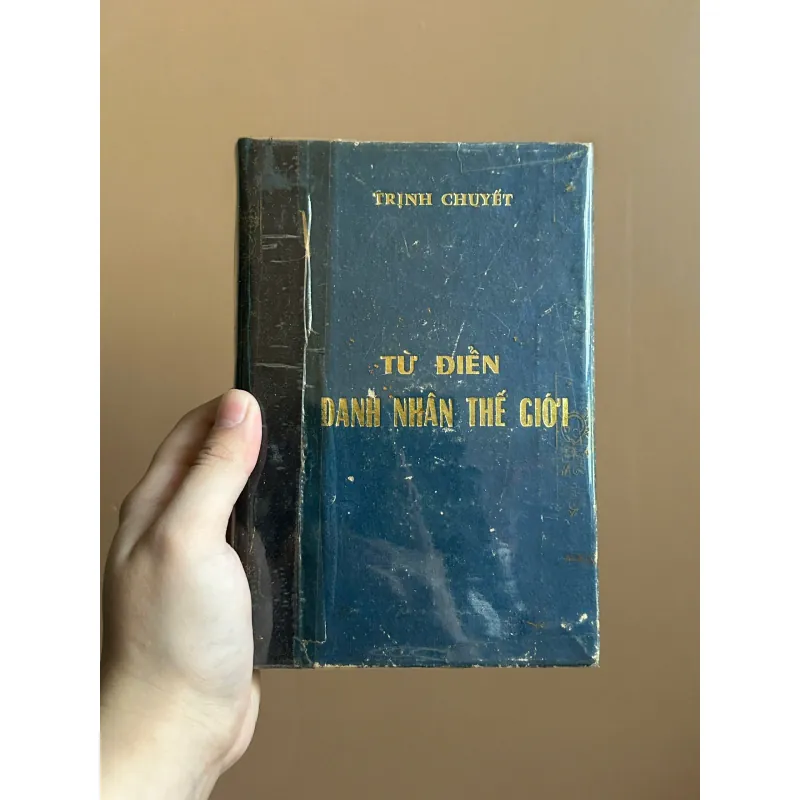 TRỊNH CHUYẾT
TỪ ĐIỂN
DANH NHÂN THẾ GIỚI